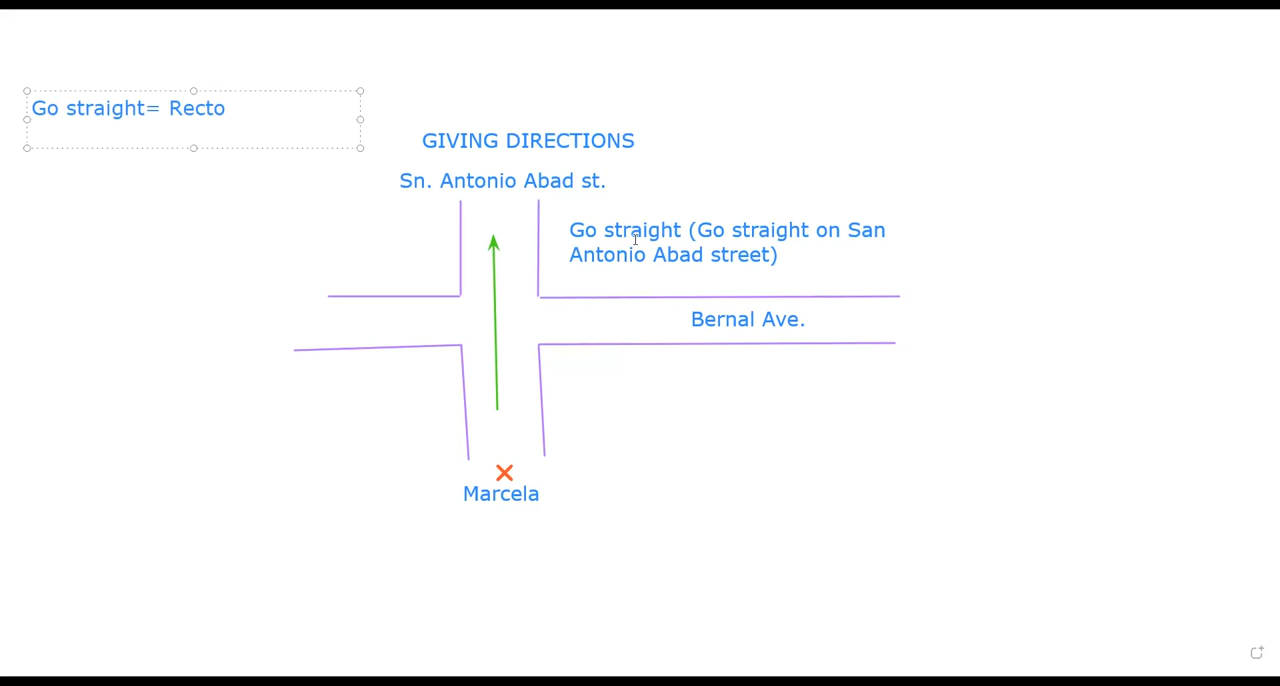 Go straight= Recto
GIVING DIRECTIONS
Sn. Antonio Abad st.
Go straight (Go straight on San
Antonio Abad street)
Bernal Ave.
Marcela